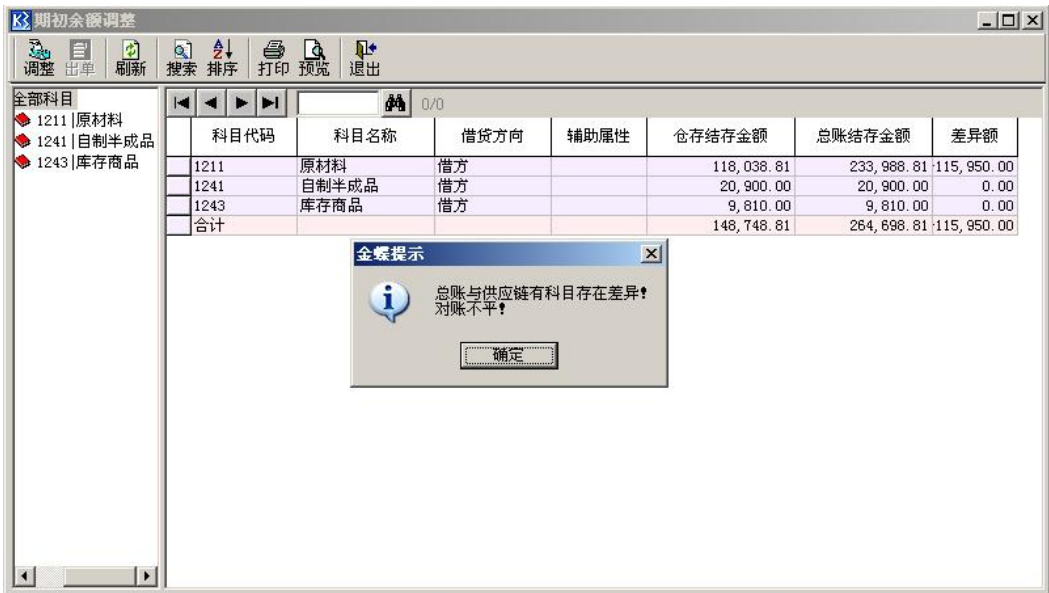 K3 期初余额调整
调整 出单 刷新 搜索 排序 打印 预览 退出
全部科目
1211|原材料
1241|自制半成品
1243|库存商品
0/0
科目代码 科目名称 借贷方向 辅助属性 仓存结存金额 总账结存金额 差异额
1211 原材料 借方 118,038.81 233,988.81 -115,950.00
1241 自制半成品 借方 20,900.00 20,900.00 0.00
1243 库存商品 借方 9,810.00 9,810.00 0.00
合计 148,748.81 264,698.81 -115,950.00
金蝶提示
总账与供应链有科目存在差异!
对账不平!
确定